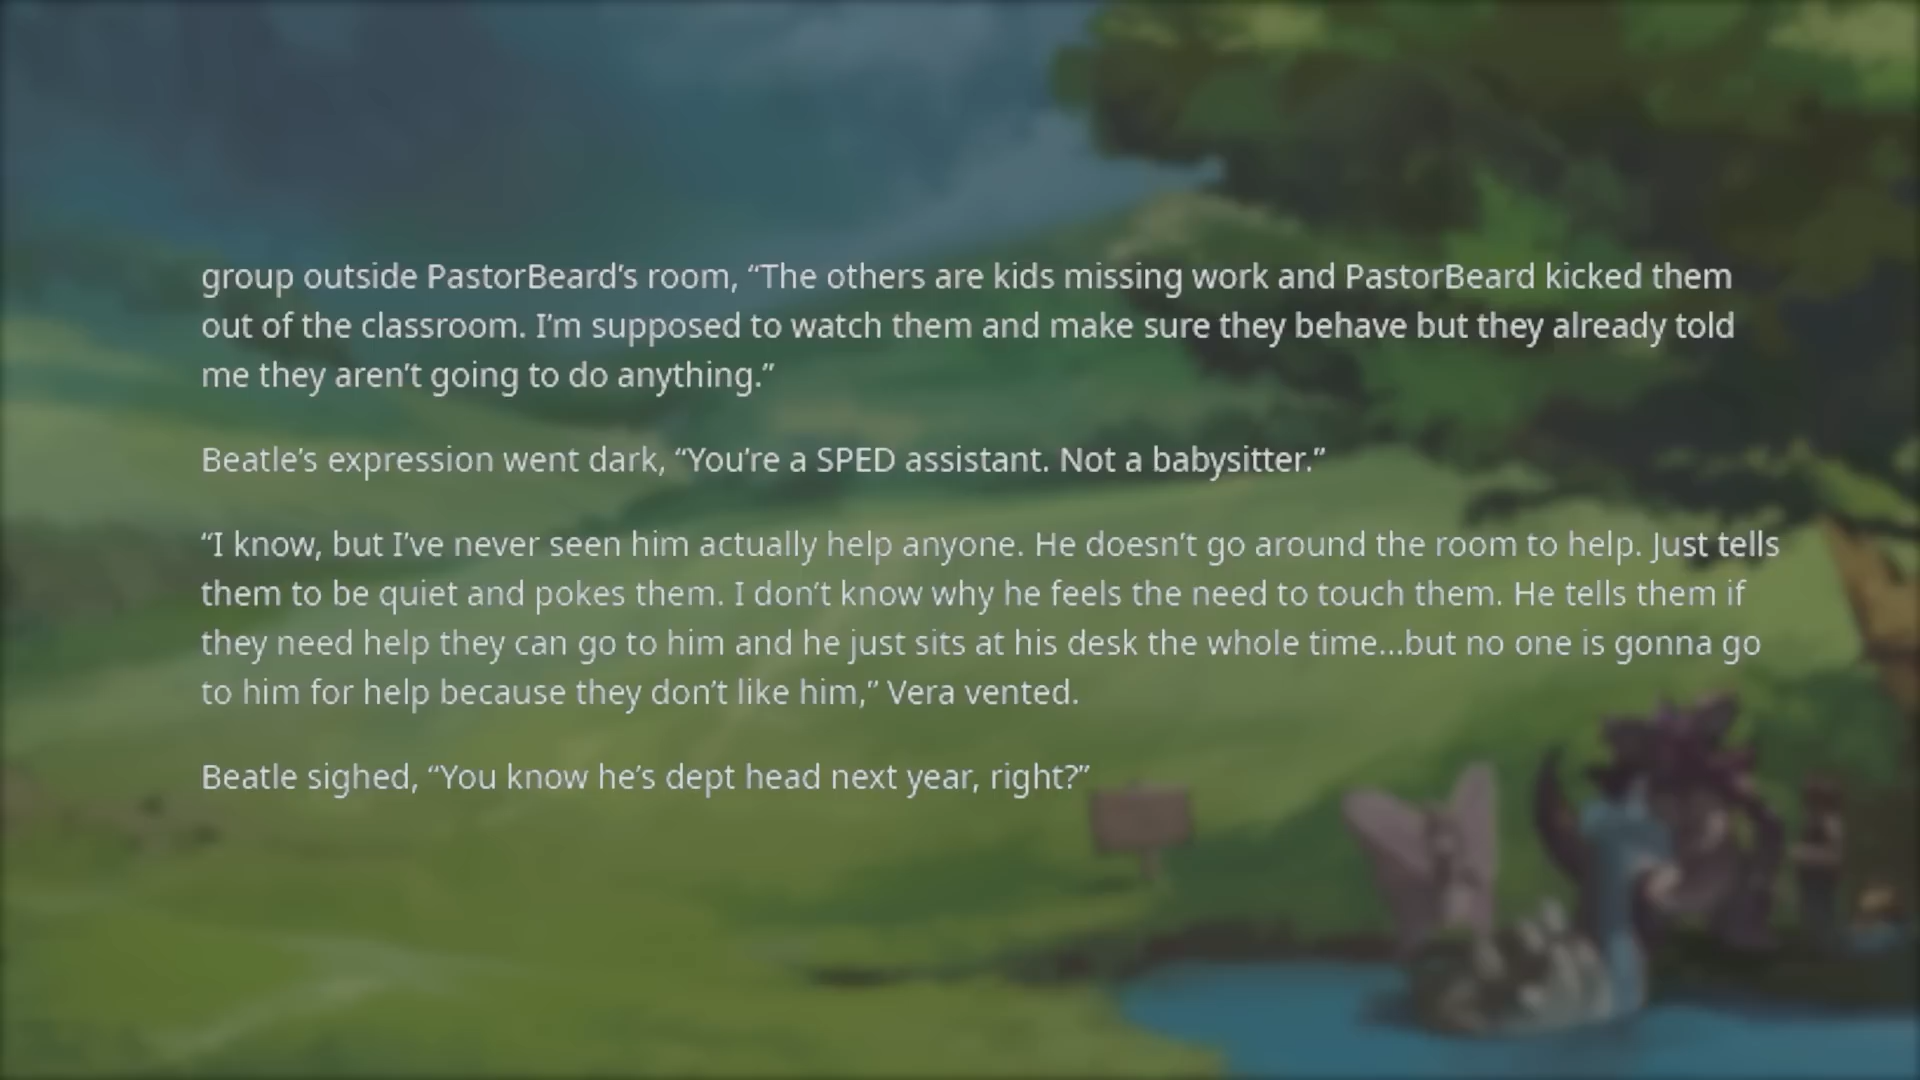 group outside PastorBeard’s room, “The others are kids missing work and PastorBeard kicked them
out of the classroom. I’m supposed to watch them and make sure they behave but they already told
me they aren’t going to do anything.”
Beatle’s expression went dark, “You’re a SPED assistant. Not a babysitter.”
“I know, but I’ve never seen him actually help anyone. He doesn’t go around the room to help. Just tells
them to be quiet and pokes them. I don’t know why he feels the need to touch them. He tells them if
they need help they can go to him and he just sits at his desk the whole time...but no one is gonna go
to him for help because they don’t like him,” Vera vented.
Beatle sighed, “You know he’s dept head next year, right?”